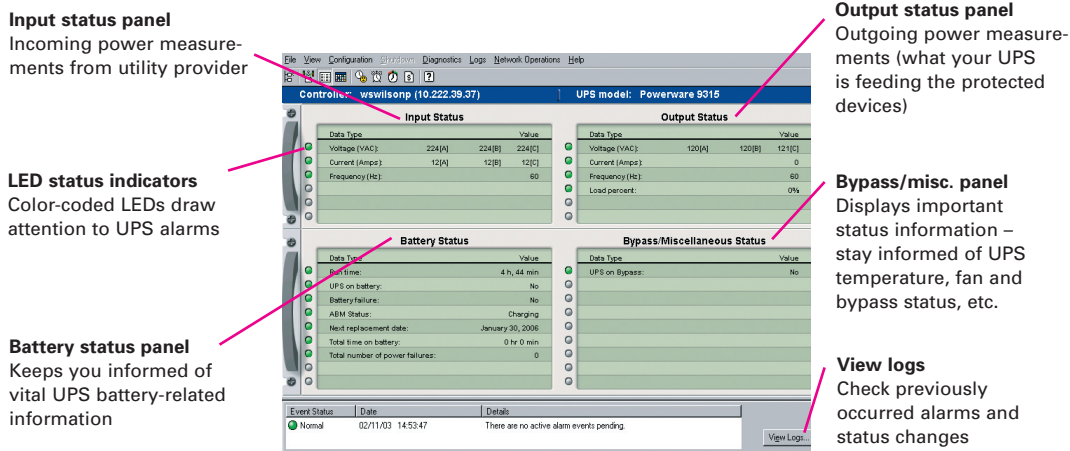 Input status panel
Incoming power measure-
ments from utility provider
LED status indicators
Color-coded LEDs draw
attention to UPS alarms
Battery status panel
Keeps you informed of
vital UPS battery-related
information
File View Configuration Shutdown Diagnostics Logs Network Operations Help
Controller: wswilsonp (10.222.39.37) UPS model: Powerware 9315
Input Status
Data Type Value
Voltage (VAC): 224[A] 224[B] 224[C]
Current (Amps): 12[A] 12[B] 12[C]
Frequency (Hz): 60
Output Status
Data Type Value
Voltage (VAC): 120[A] 120[B] 121[C]
Current (Amps): 0
Frequency (Hz): 60
Load percent: 0%
Battery Status
Data Type Value
Run time: 4 h, 44 min
UPS on battery: No
Battery failure: No
ABM Status: Charging
Next replacement date: January 30, 2006
Total time on battery: 0 hr 0 min
Total number of power failures: 0
Bypass/Miscellaneous Status
Data Type Value
UPS on Bypass: No
Event Status Date Details
Normal 02/11/03 14:53:47 There are no active alarm events pending.
View Logs...
Output status panel
Outgoing power measure-
ments (what your UPS
is feeding the protected
devices)
Bypass/misc. panel
Displays important
status information –
stay informed of UPS
temperature, fan and
bypass status, etc.
View logs
Check previously
occurred alarms and
status changes